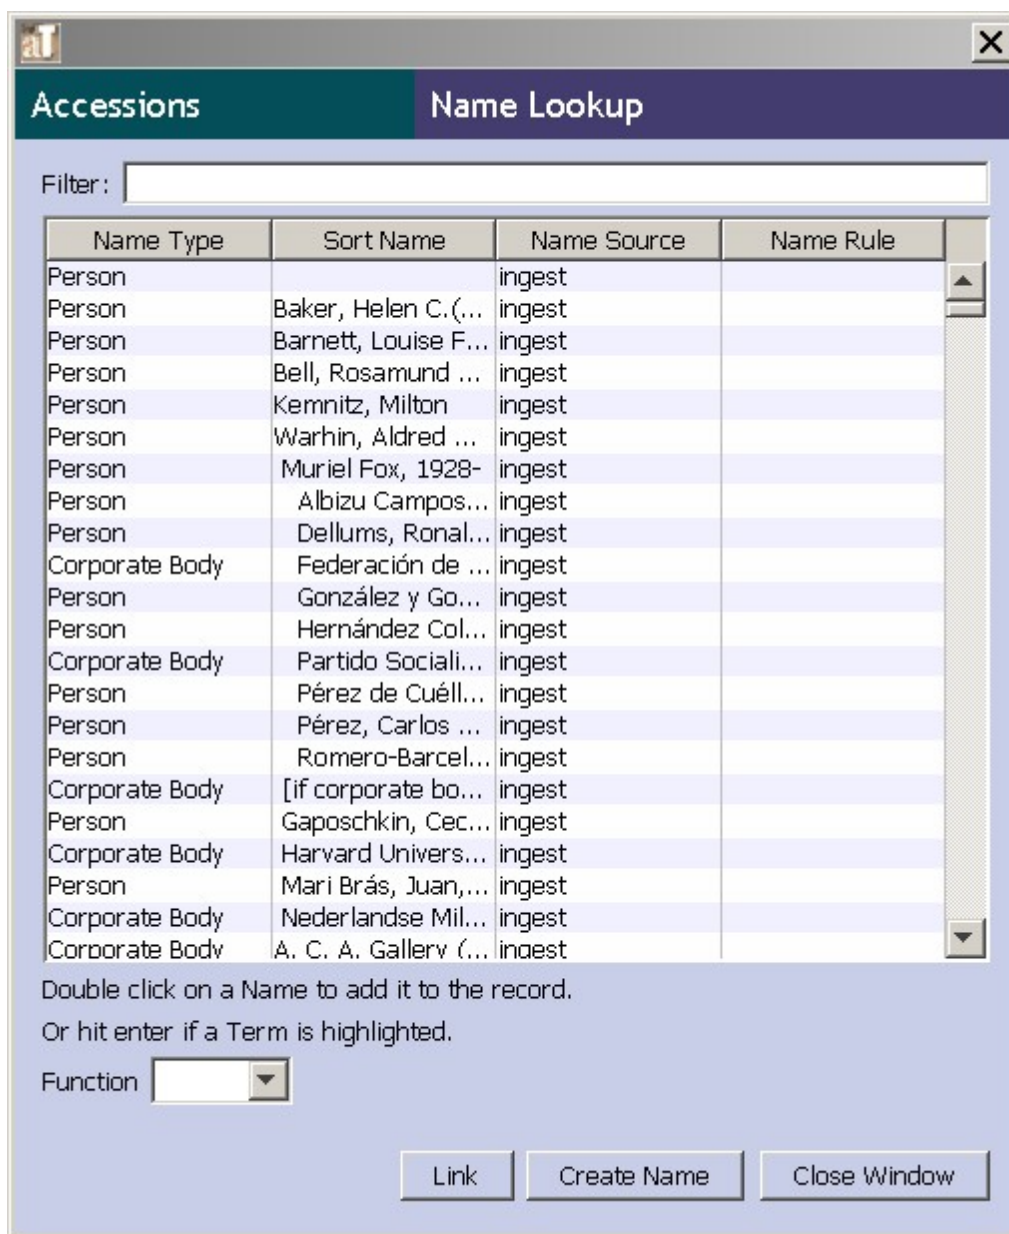 aT
Accessions Name Lookup
Filter:
Name Type Sort Name Name Source Name Rule
Person ingest
Person Baker, Helen C.(... ingest
Person Barnett, Louise F... ingest
Person Bell, Rosamund ... ingest
Person Kemnitz, Milton ingest
Person Warhin, Aldred ... ingest
Person Muriel Fox, 1928- ingest
Person Albizu Campos... ingest
Person Dellums, Ronal... ingest
Corporate Body Federación de ... ingest
Person González y Go... ingest
Person Hernández Col... ingest
Corporate Body Partido Sociali... ingest
Person Pérez de Cuéll... ingest
Person Pérez, Carlos ... ingest
Person Romero-Barcel... ingest
Corporate Body [if corporate bo... ingest
Person Gaposchkin, Cec... ingest
Corporate Body Harvard Univers... ingest
Person Mari Brás, Juan,... ingest
Corporate Body Nederlandse Mil... ingest
Corporate Body A. C. A. Gallery (... ingest
Double click on a Name to add it to the record.
Or hit enter if a Term is highlighted.
Function
Link Create Name Close Window